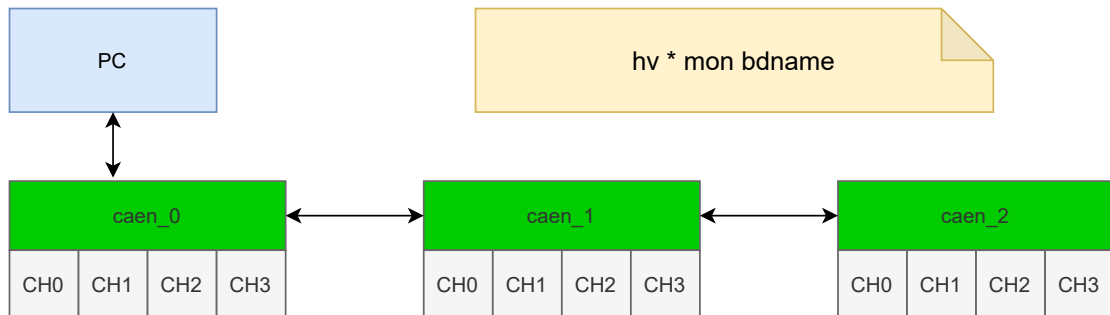 PC
hv * mon bdname
caen_0
caen_1
caen_2
CH0 CH1 CH2 CH3
CH0 CH1 CH2 CH3
CH0 CH1 CH2 CH3